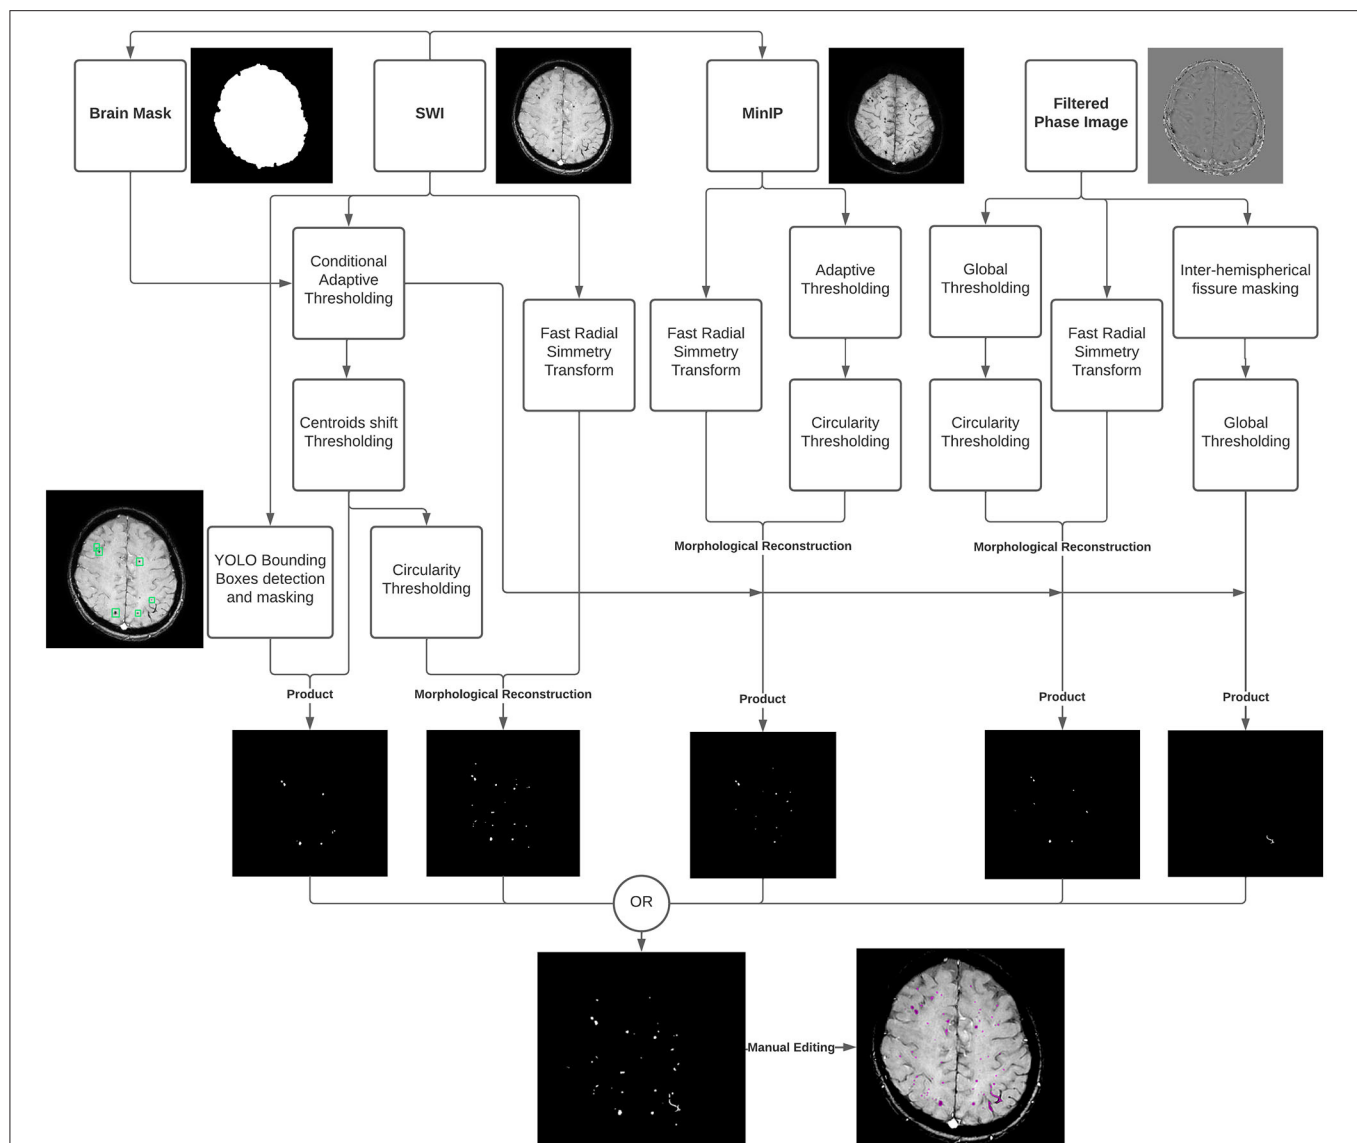 Brain Mask
SWI
MinIP
Filtered
Phase Image
Conditional
Adaptive
Thresholding
Adaptive
Thresholding
Global
Thresholding
Inter-hemispherical
fissure masking
Fast Radial
Simmetry
Transform
Fast Radial
Simmetry
Transform
Fast Radial
Simmetry
Transform
Centroids shift
Thresholding
Circularity
Thresholding
Circularity
Thresholding
Global
Thresholding
YOLO Bounding
Boxes detection
and masking
Circularity
Thresholding
Morphological Reconstruction
Morphological Reconstruction
Product
Morphological Reconstruction
Product
Product
Product
OR
Manual Editing